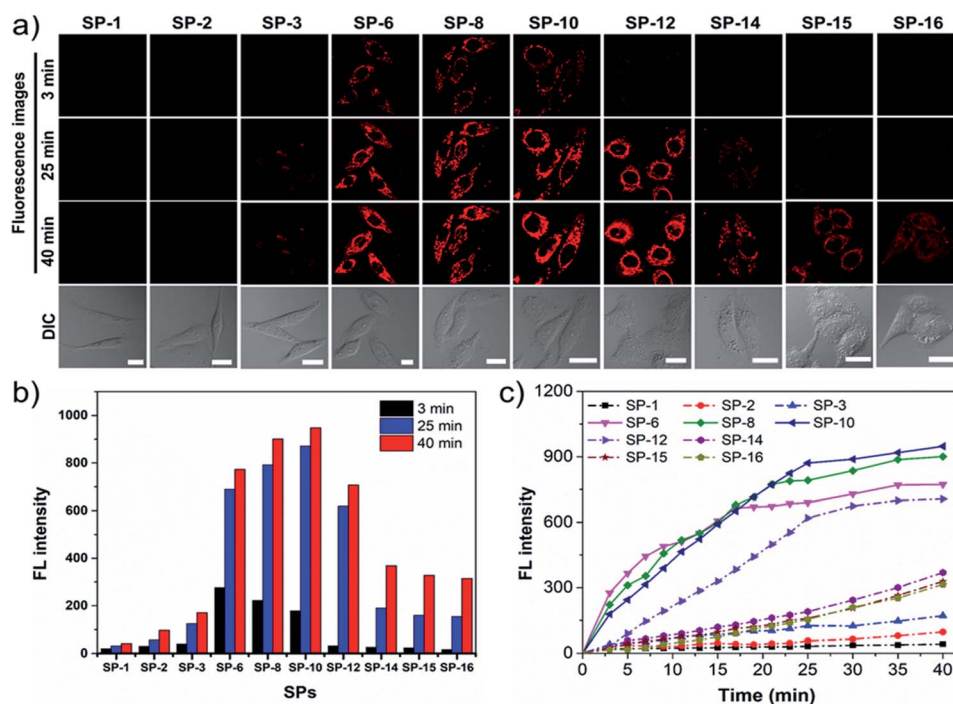 a)
SP-1 SP-2 SP-3 SP-6 SP-8 SP-10 SP-12 SP-14 SP-15 SP-16
Fluorescence images
3 min
25 min
40 min
DIC
b)
FL intensity
1000
800
600
400
200
0
3 min
25 min
40 min
SP-1 SP-2 SP-3 SP-6 SP-8 SP-10 SP-12 SP-14 SP-15 SP-16
SPs
c)
FL intensity
1200
900
600
300
0
SP-1 SP-2 SP-3
SP-6 SP-8 SP-10
SP-12 SP-14
SP-15 SP-16
0 5 10 15 20 25 30 35 40
Time (min)